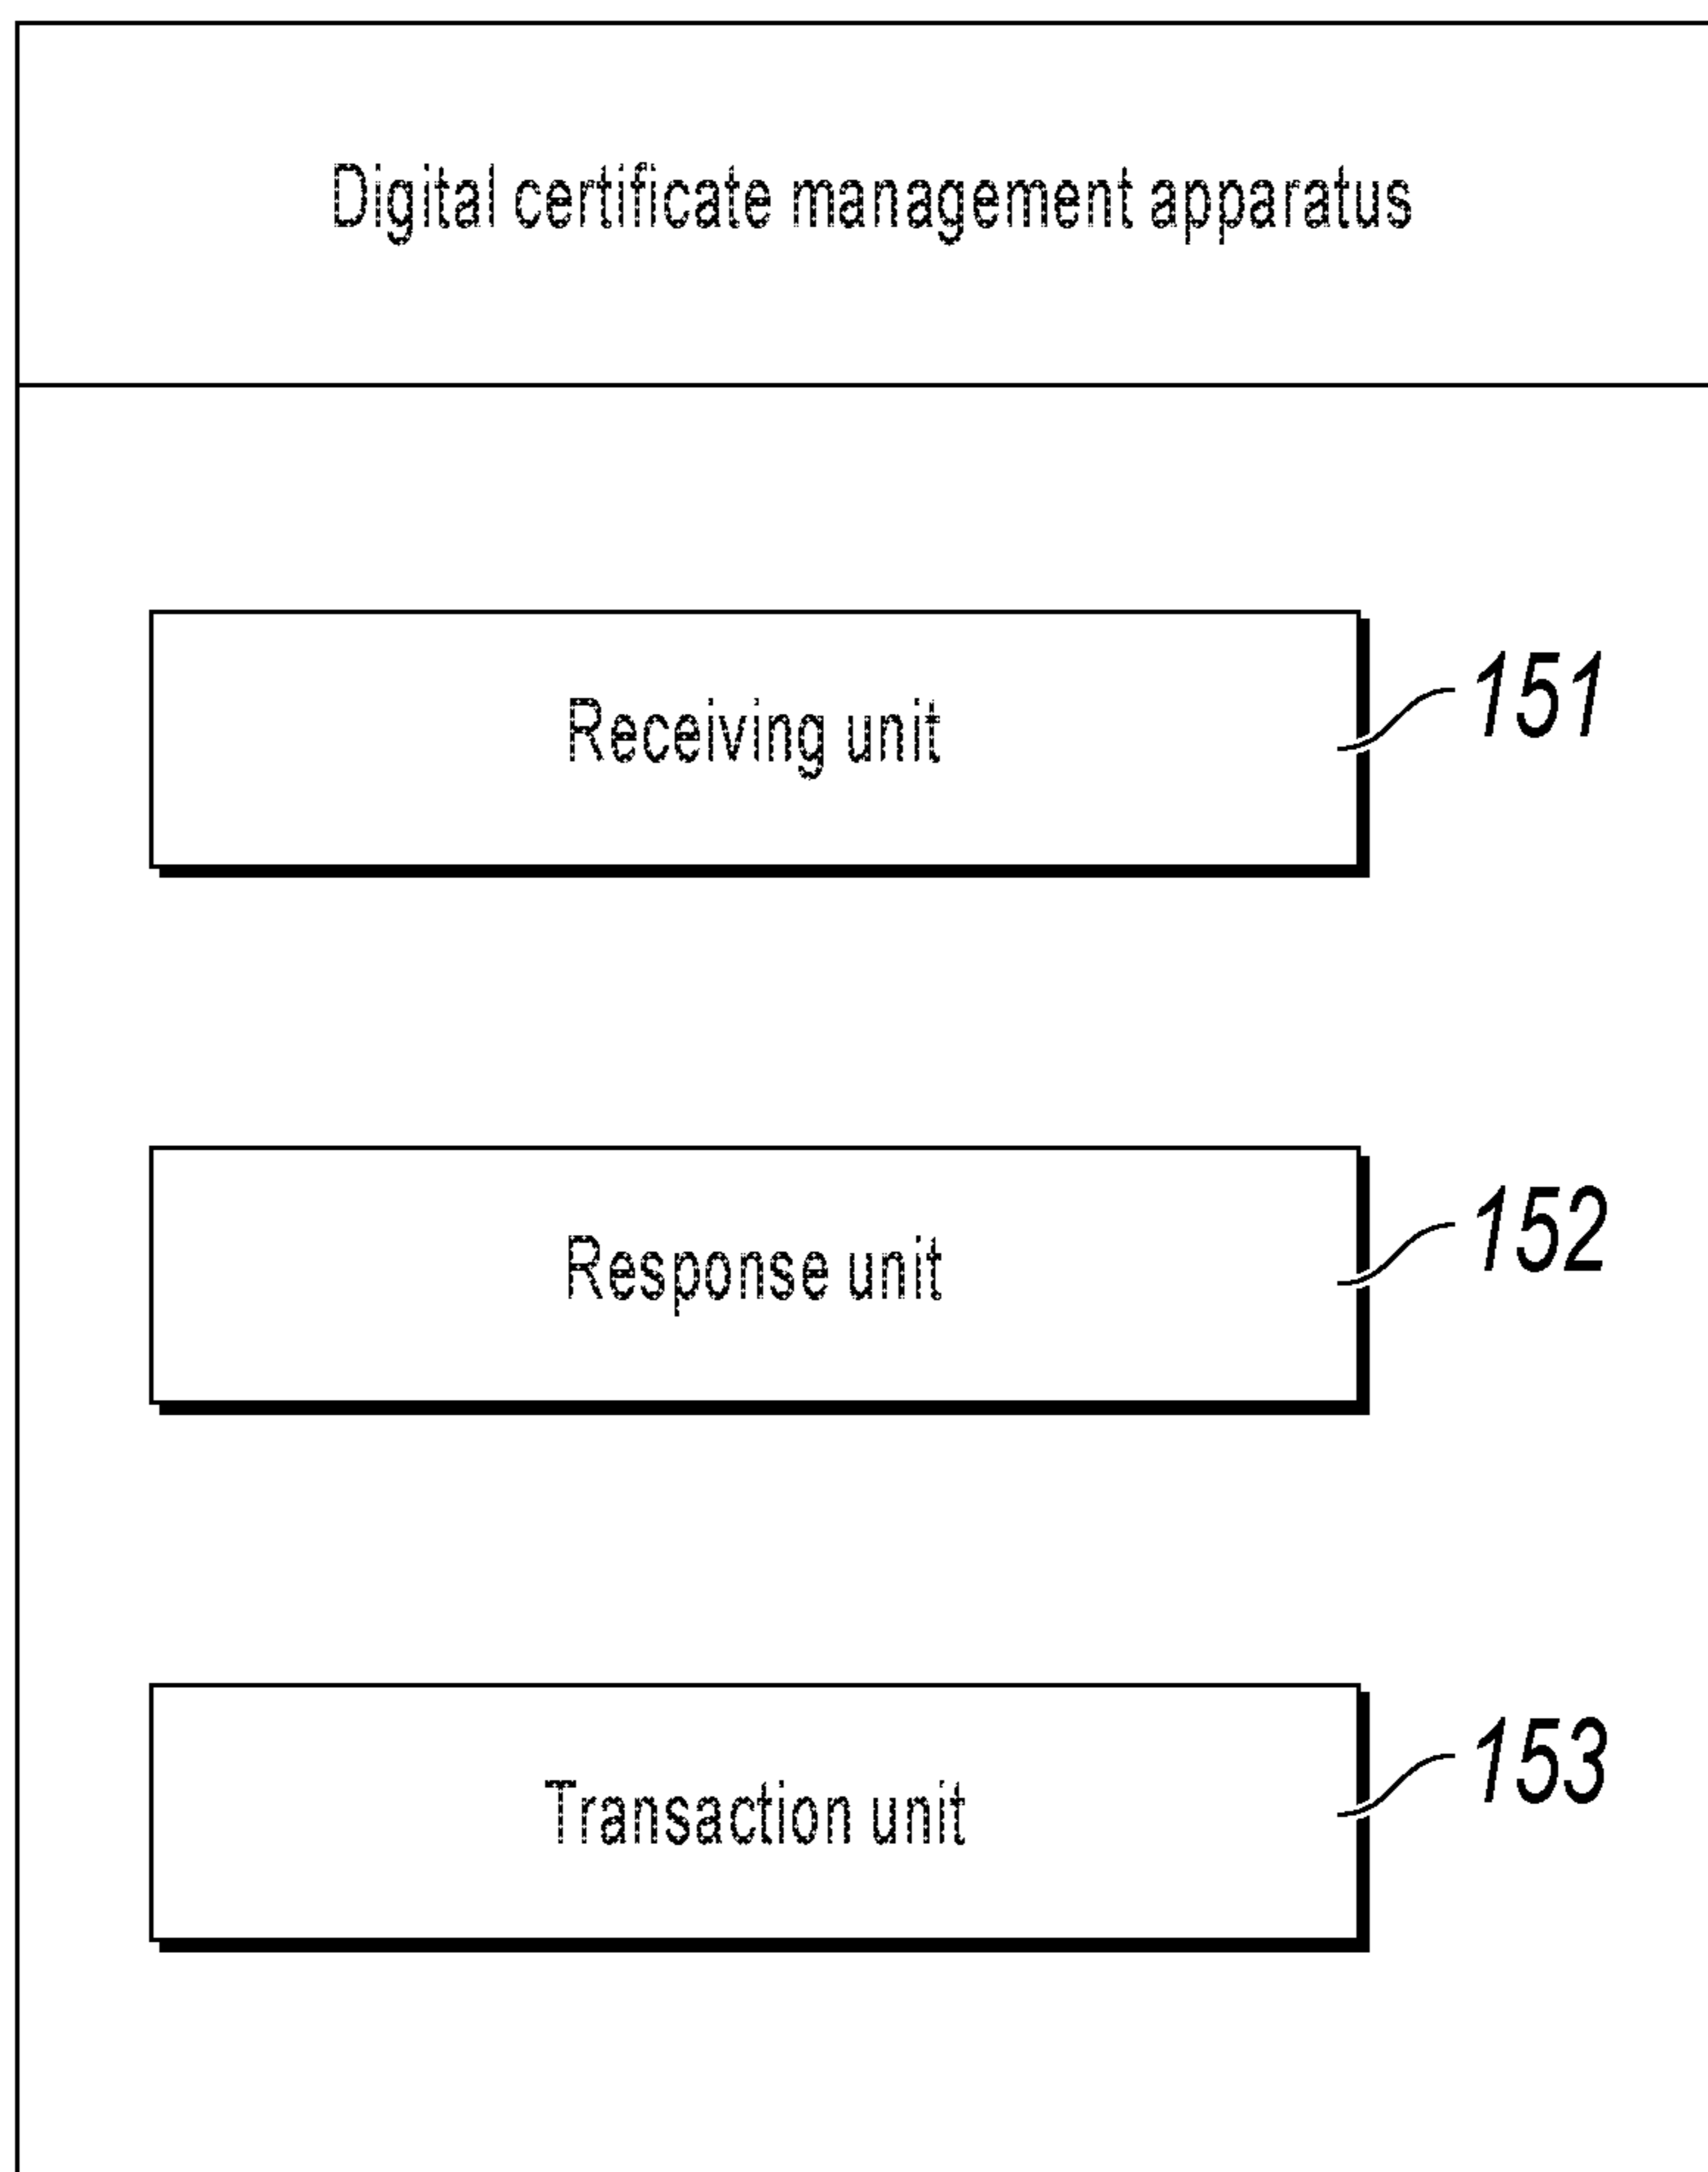 Digital certificate management apparatus
Receiving unit
151
Response unit
152
Transaction unit
153